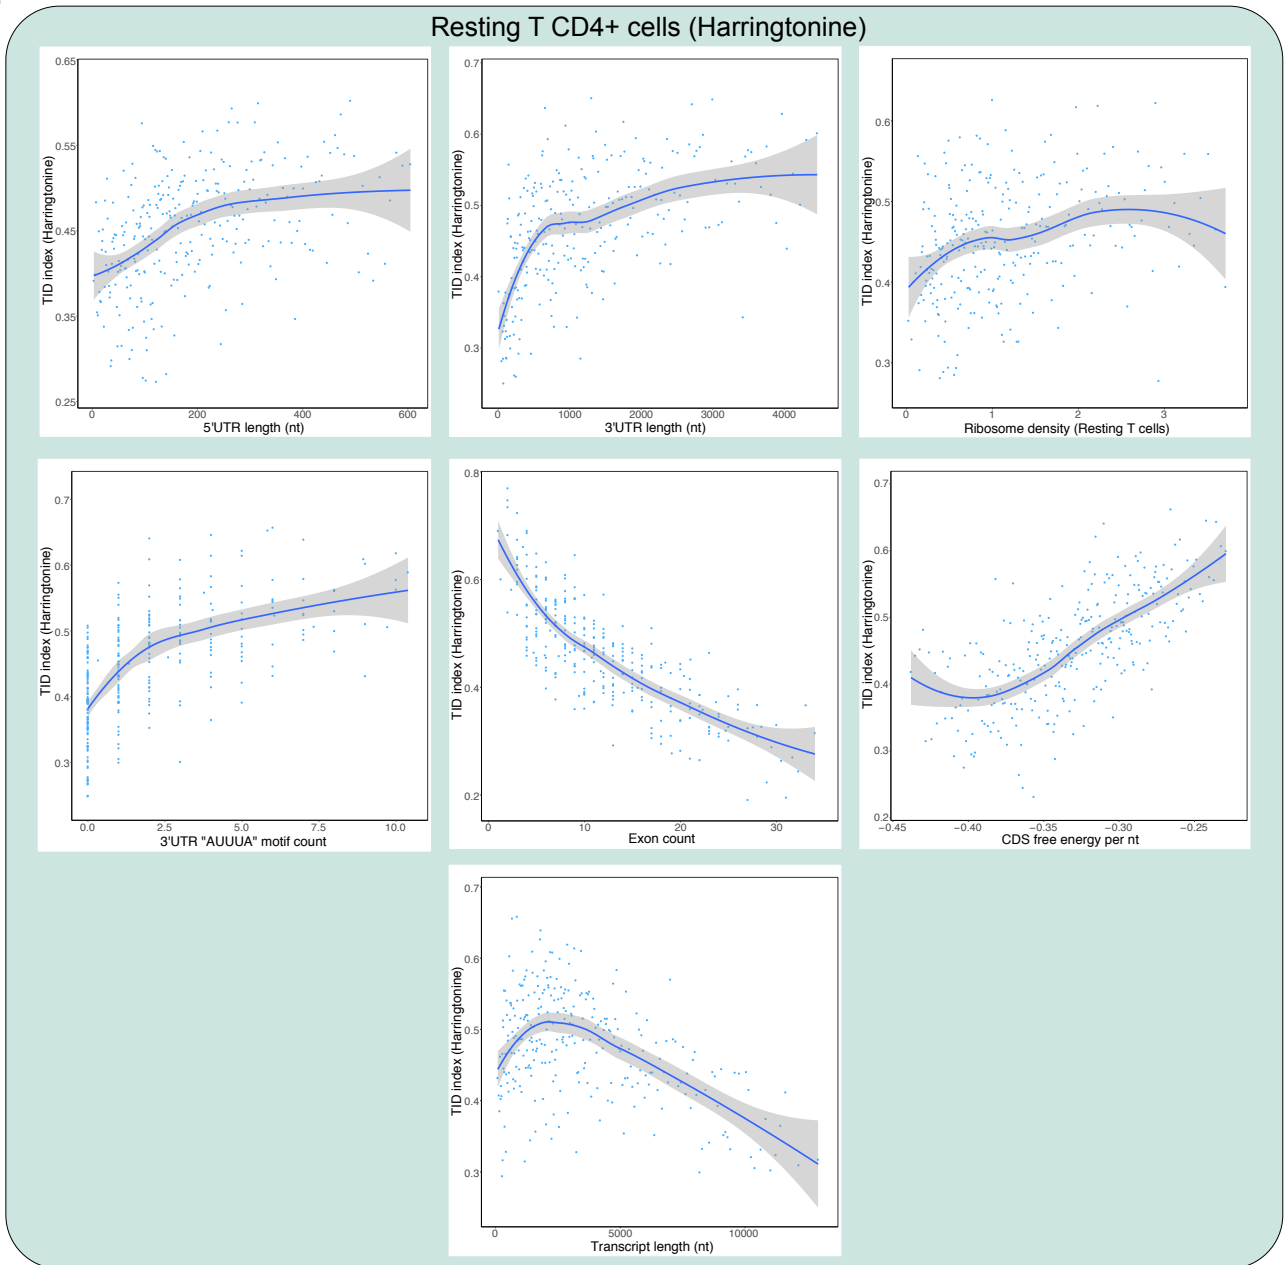 Resting T CD4+ cells (Harringtonine)
TID index (Harringtonine)
0.65
0.55
0.45
0.35
0.25
0 200 400 600
5'UTR length (nt)
TID index (Harringtonine)
0.7
0.6
0.5
0.4
0.3
0 1000 2000 3000 4000
3'UTR length (nt)
TID index (Harringtonine)
0.6
0.5
0.4
0.3
0 1 2 3
Ribosome density (Resting T cells)
TID index (Harringtonine)
0.7
0.6
0.5
0.4
0.3
0.0 2.5 5.0 7.5 10.0
3'UTR "AUUUA" motif count
TID index (Harringtonine)
0.8
0.6
0.4
0.2
0 10 20 30
Exon count
TID index (Harringtonine)
0.7
0.6
0.5
0.4
0.3
0.2
−0.45 −0.40 −0.35 −0.30 −0.25
CDS free energy per nt
TID index (Harringtonine)
0.7
0.6
0.5
0.4
0.3
0 5000 10000
Transcript length (nt)